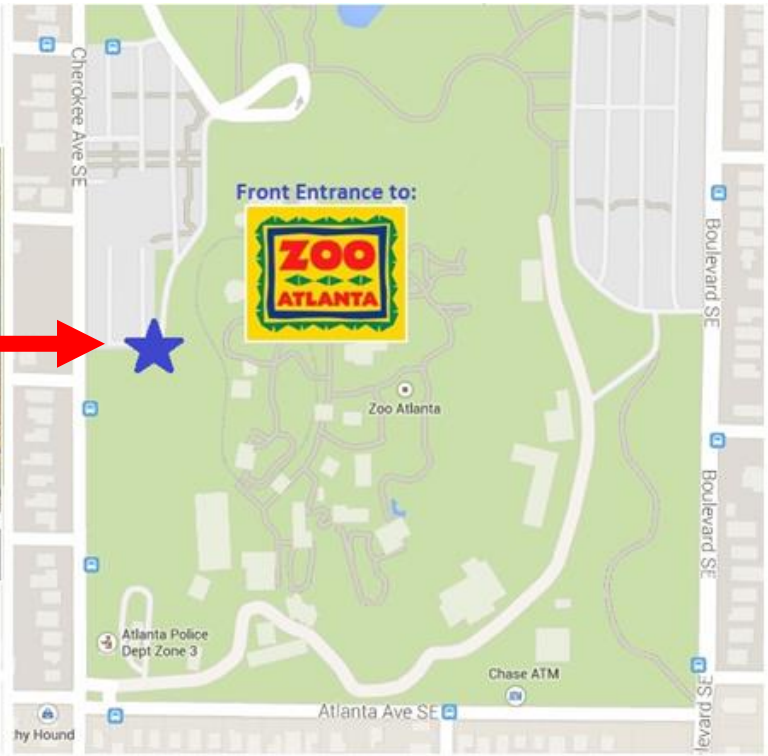 Cherokee Ave SE
Front Entrance to:
ZOO
ATLANTA
Boulevard SE
Zoo Atlanta
Boulevard SE
Atlanta Police
Dept Zone 3
Chase ATM
Atlanta Ave SE
hy Hound
levard SE